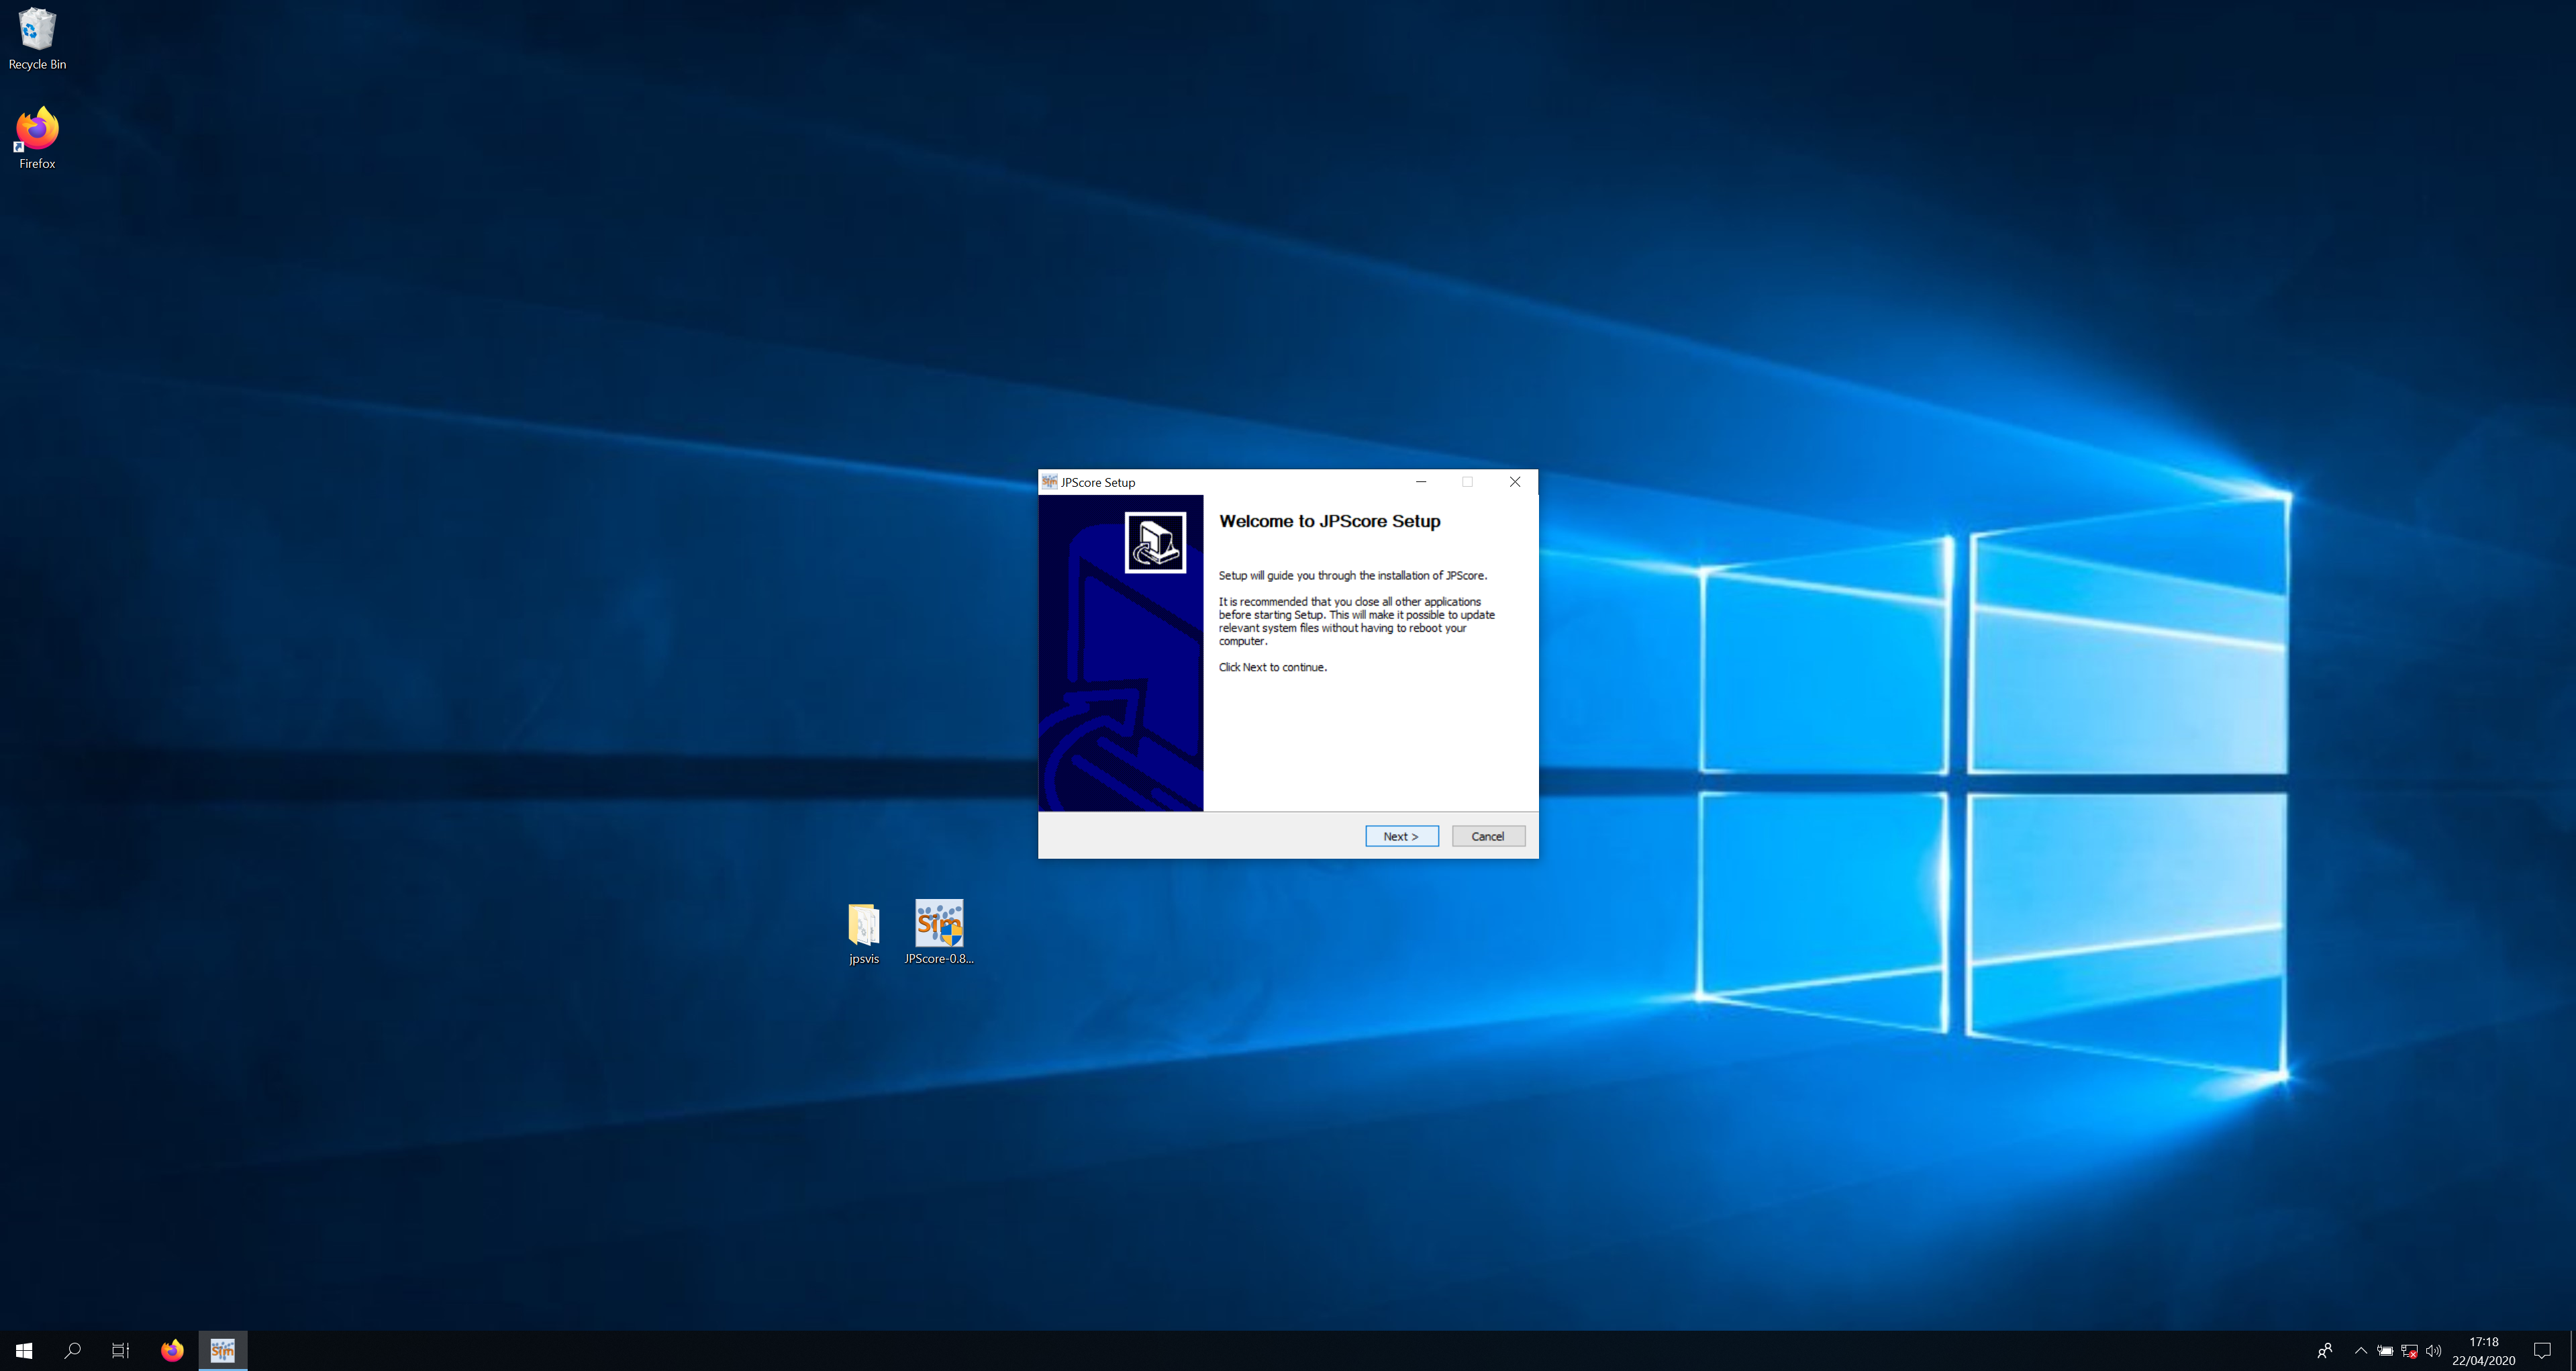 Recycle Bin
Firefox
JPScore Setup
Welcome to JPScore Setup
Setup will guide you through the installation of JPScore.
It is recommended that you close all other applications
before starting Setup. This will make it possible to update
relevant system files without having to reboot your
computer.
Click Next to continue.
Next >
Cancel
Sim
jpsvis
JPScore-0.8...
Sim
17:18
22/04/2020